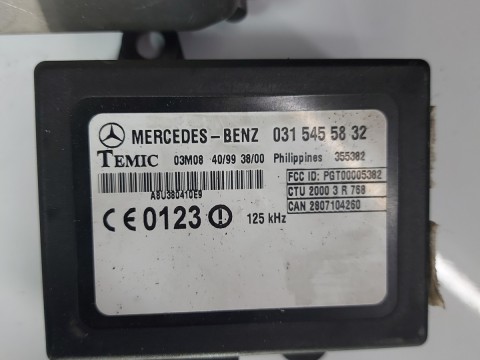 MERCEDES-BENZ 031 545 58 32
TEMIC 03M08 40/99 38/00 Philippines 355382
FCC ID: PGT00005382
A8U380410E9
CTU 2000 3 R 768
CAN 2807104260
CE 0123 125 kHz